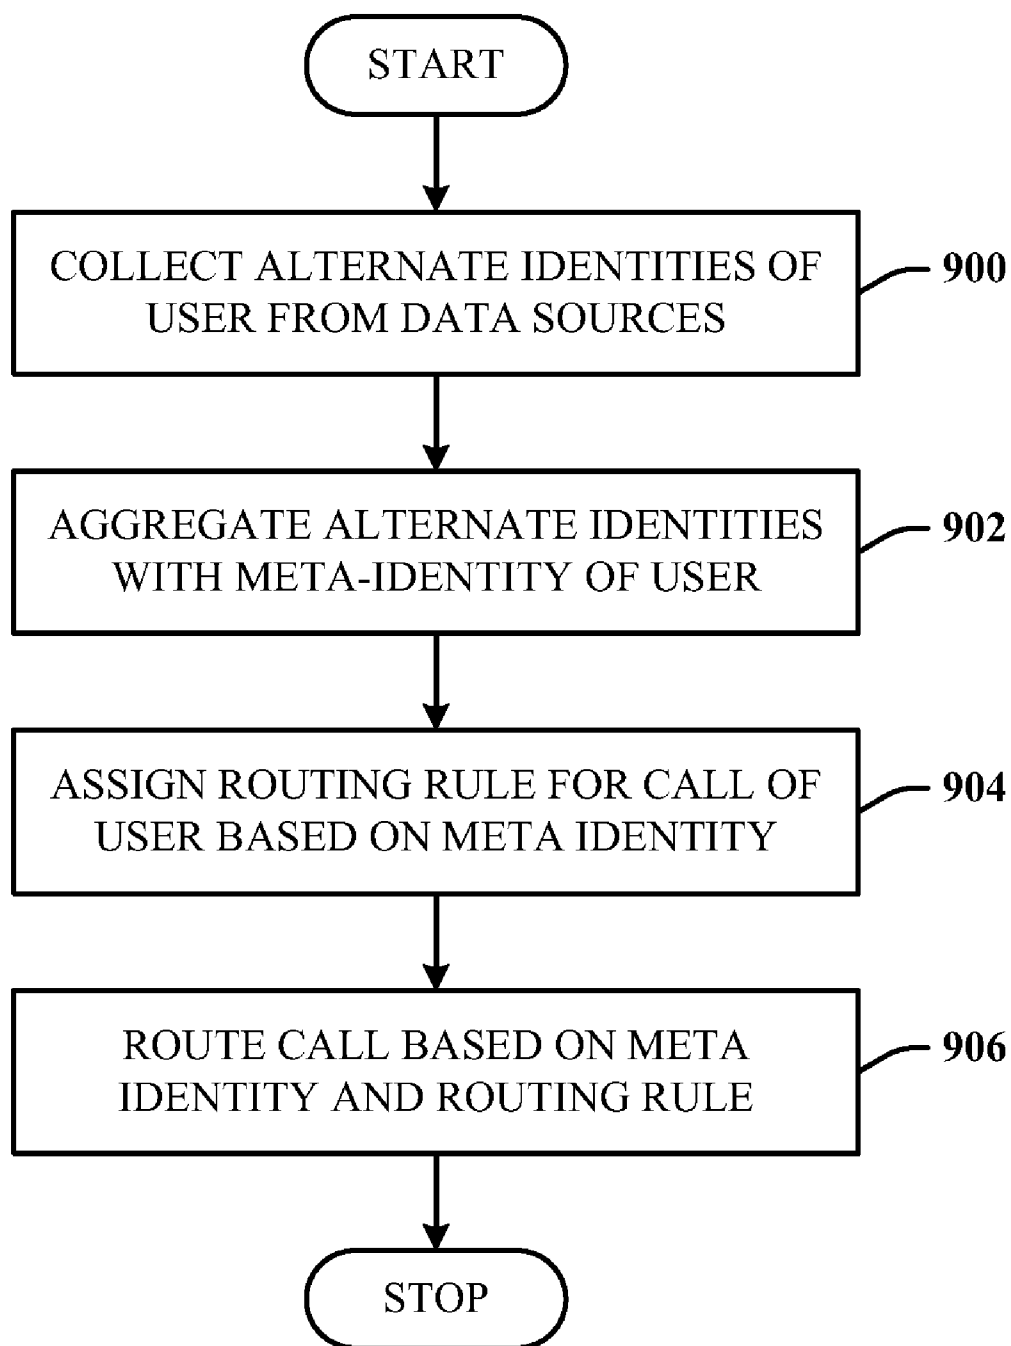 START
COLLECT ALTERNATE IDENTITIES OF
USER FROM DATA SOURCES
900
AGGREGATE ALTERNATE IDENTITIES
WITH META-IDENTITY OF USER
902
ASSIGN ROUTING RULE FOR CALL OF
USER BASED ON META IDENTITY
904
ROUTE CALL BASED ON META
IDENTITY AND ROUTING RULE
906
STOP